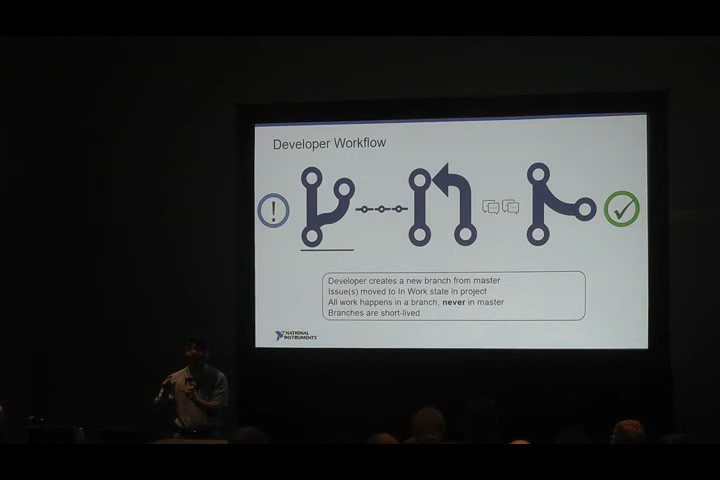 Developer Workflow
!
Developer creates a new branch from master
Issue(s) moved to In Work state in project
All work happens in a branch, never in master
Branches are short-lived
NATIONAL
INSTRUMENTS